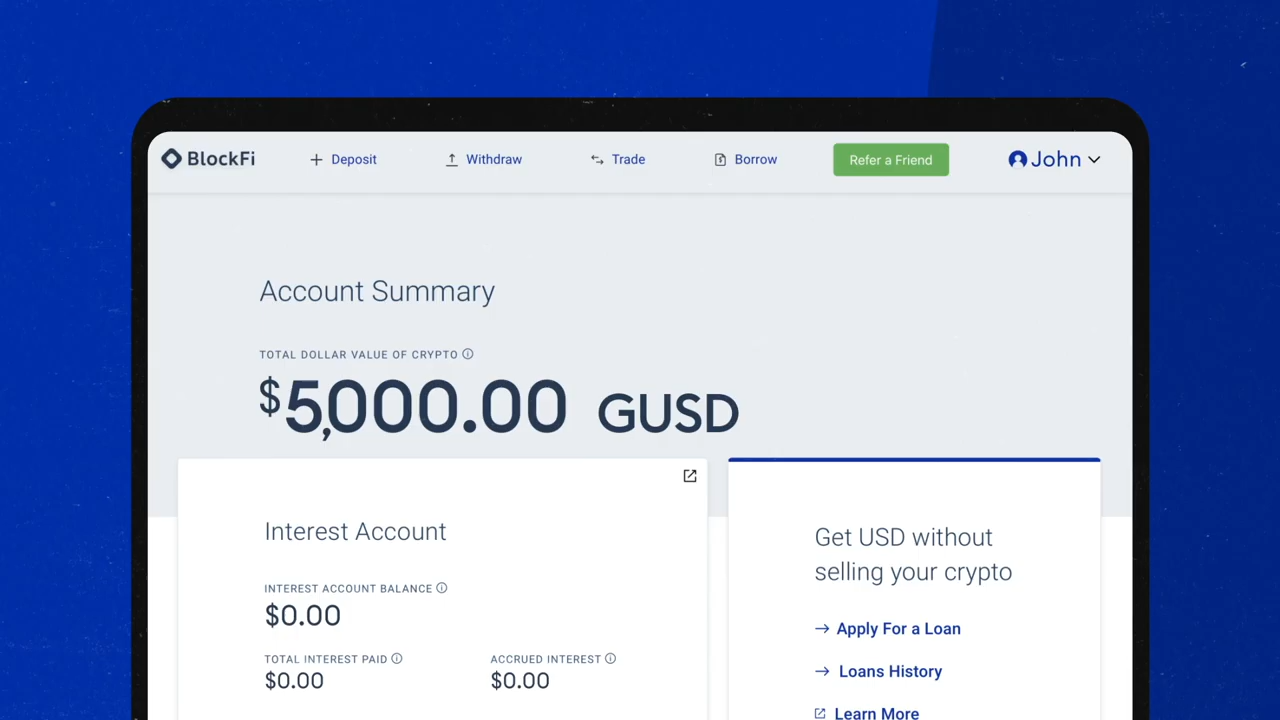 BlockFi
Deposit
Withdraw
Trade
Borrow
Refer a Friend
John
Account Summary
TOTAL DOLLAR VALUE OF CRYPTO
$5,000.00 GUSD
Interest Account
INTEREST ACCOUNT BALANCE
$0.00
TOTAL INTEREST PAID
$0.00
ACCRUED INTEREST
$0.00
Get USD without
selling your crypto
Apply For a Loan
Loans History
Learn More